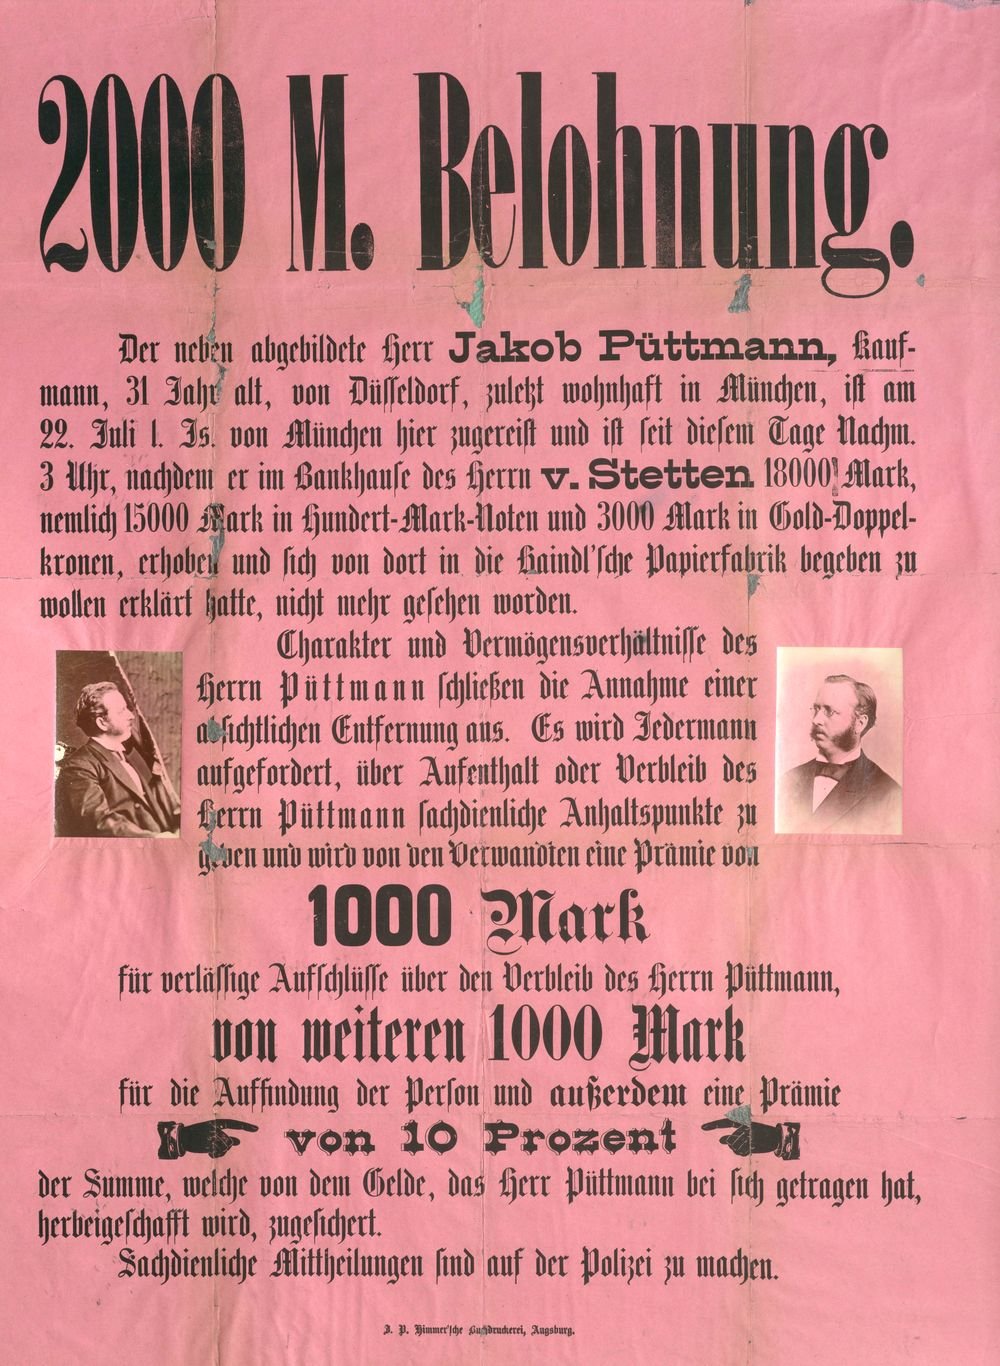 2000 M. Belohnung.
Der neben abgebildete Herr Jakob Püttmann, Kauf-
mann, 31 Jahr alt, von Düsseldorf, zuletzt wohnhaft in München, ist am
22. Juli l. Js. von München hier zugereist und ist seit diesem Tage Nachm.
3 Uhr, nachdem er im Bankhause des Herrn v. Stetten 18000 Mark,
nemlich 15000 Mark in Hundert-Mark-Noten und 3000 Mark in Gold-Doppel-
kronen, erhoben und sich von dort in die Haindl'sche Papierfabrik begeben zu
wollen erklärt hatte, nicht mehr gesehen worden.
Charakter und Vermögensverhältnisse des
Herrn Püttmann schließen die Annahme einer
absichtlichen Entfernung aus. Es wird Jedermann
aufgefordert, über Aufenthalt oder Verbleib des
Herrn Püttmann sachdienliche Anhaltspunkte zu
geben und wird von den Verwandten eine Prämie von
1000 Mark
für verlässige Aufschlüsse über den Verbleib des Herrn Püttmann,
von weiteren 1000 Mark
für die Auffindung der Person und außerdem eine Prämie
von 10 Prozent
der Summe, welche von dem Gelde, das Herr Püttmann bei sich getragen hat,
herbeigeschafft wird, zugesichert.
Sachdienliche Mittheilungen sind auf der Polizei zu machen.
J. P. Himmer'sche Buchdruckerei, Augsburg.